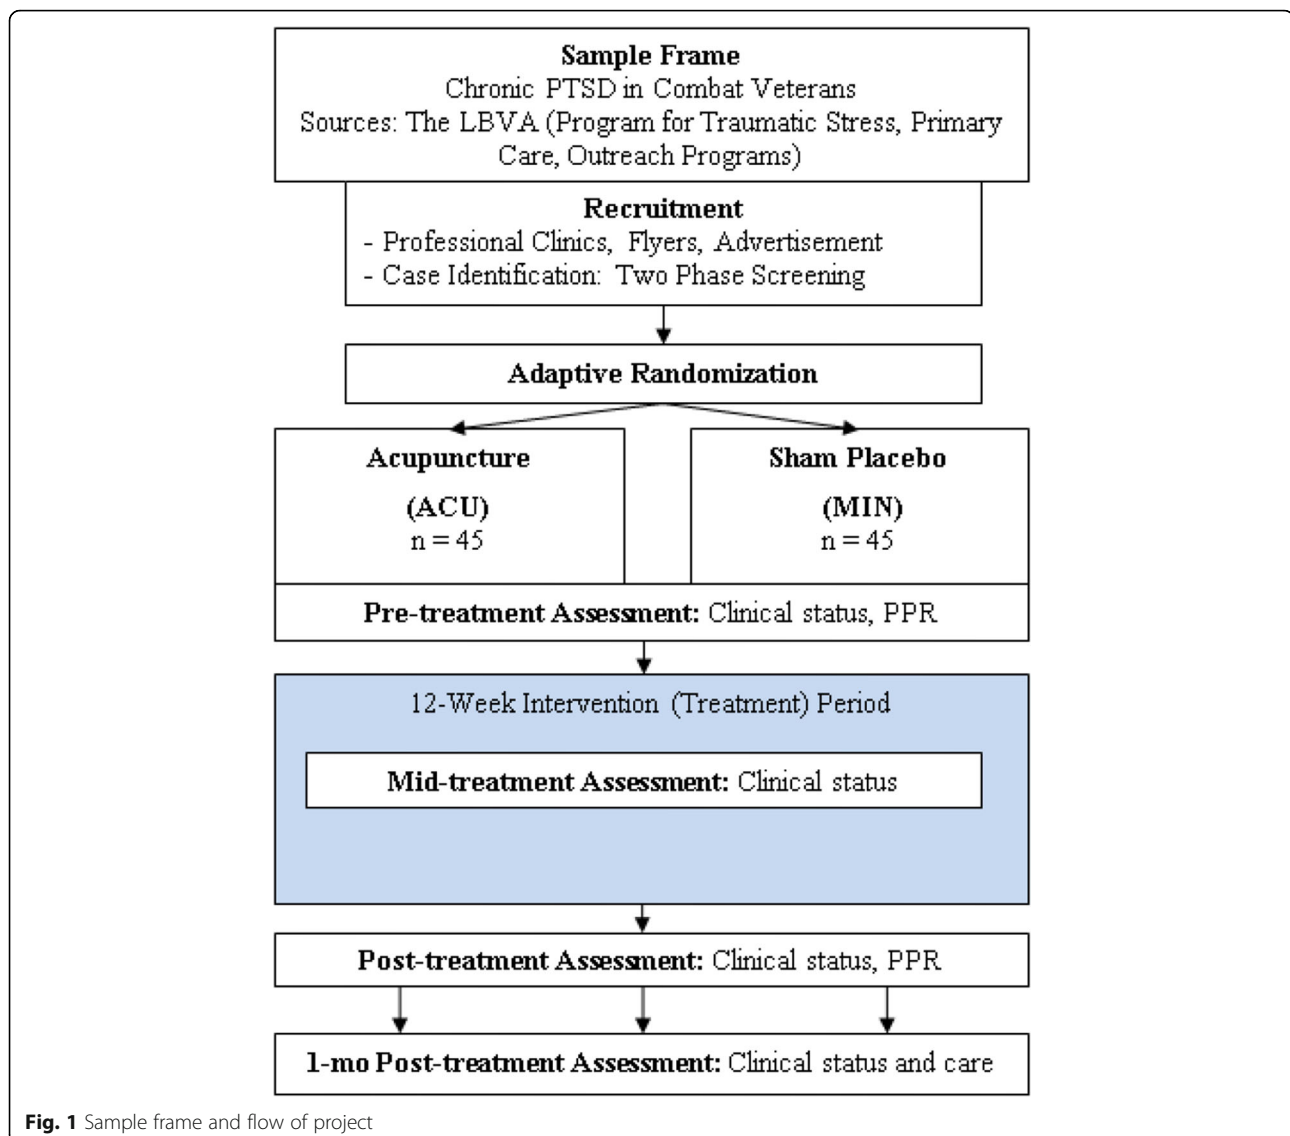 Sample Frame
Chronic PTSD in Combat Veterans
Sources: The LBVA (Program for Traumatic Stress, Primary
Care, Outreach Programs)
Recruitment
- Professional Clinics, Flyers, Advertisement
- Case Identification: Two Phase Screening
Adaptive Randomization
Acupuncture
(ACU)
n = 45
Sham Placebo
(MIN)
n = 45
Pre-treatment Assessment: Clinical status, PPR
12-Week Intervention (Treatment) Period
Mid-treatment Assessment: Clinical status
Post-treatment Assessment: Clinical status, PPR
1-mo Post-treatment Assessment: Clinical status and care
Fig. 1 Sample frame and flow of project